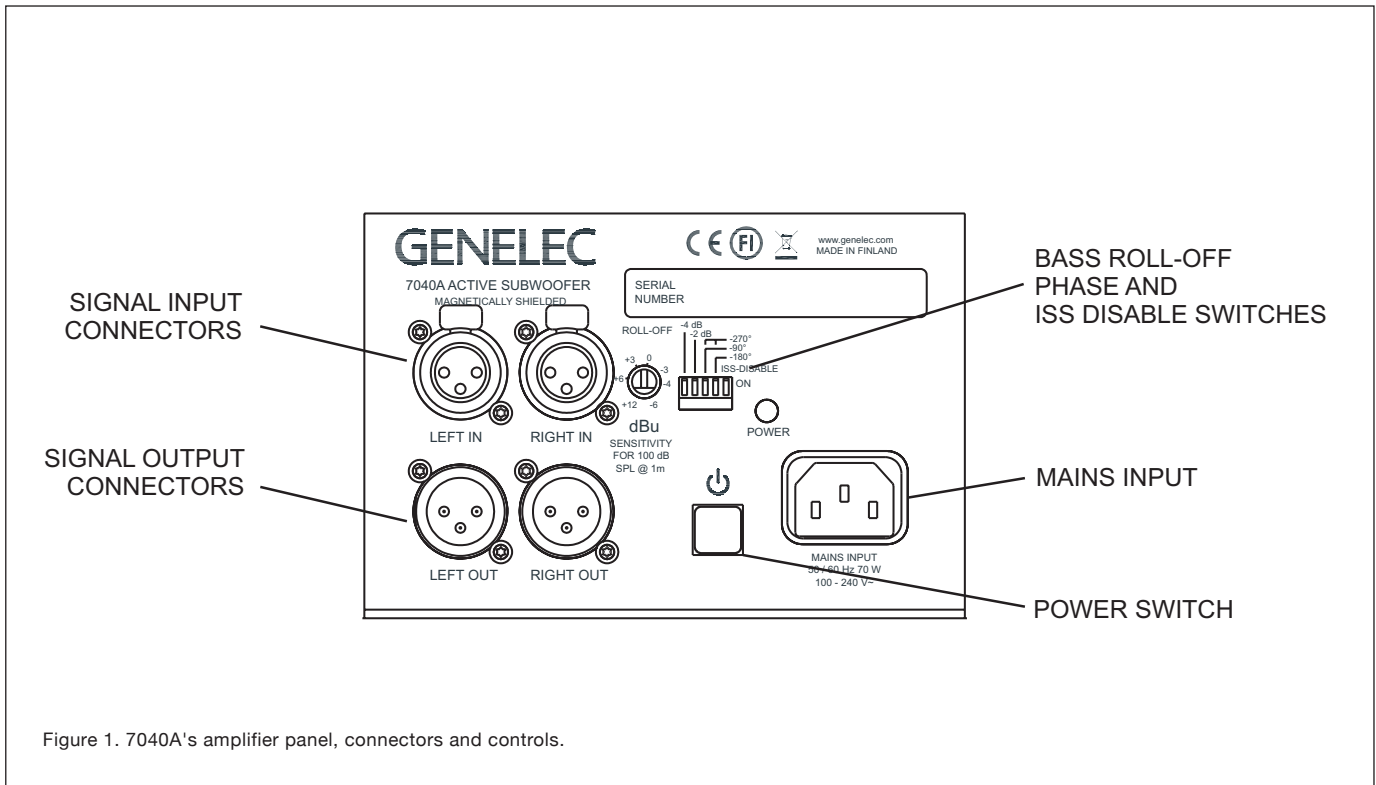 GENELEC
7040A ACTIVE SUBWOOFER
MAGNETICALLY SHIELDED
CE FI
www.genelec.com
MADE IN FINLAND
SERIAL
NUMBER
SIGNAL INPUT
CONNECTORS
BASS ROLL-OFF
PHASE AND
ISS DISABLE SWITCHES
ROLL-OFF
-4 dB
-2 dB
-270°
-90°
-180°
ISS-DISABLE
ON
+3
0
-3
+6
-4
+12
-6
dBu
SENSITIVITY
FOR 100 dB
SPL @ 1m
POWER
LEFT IN
RIGHT IN
SIGNAL OUTPUT
CONNECTORS
LEFT OUT
RIGHT OUT
MAINS INPUT
MAINS INPUT
50 / 60 Hz 70 W
100 - 240 V~
POWER SWITCH
Figure 1. 7040A's amplifier panel, connectors and controls.